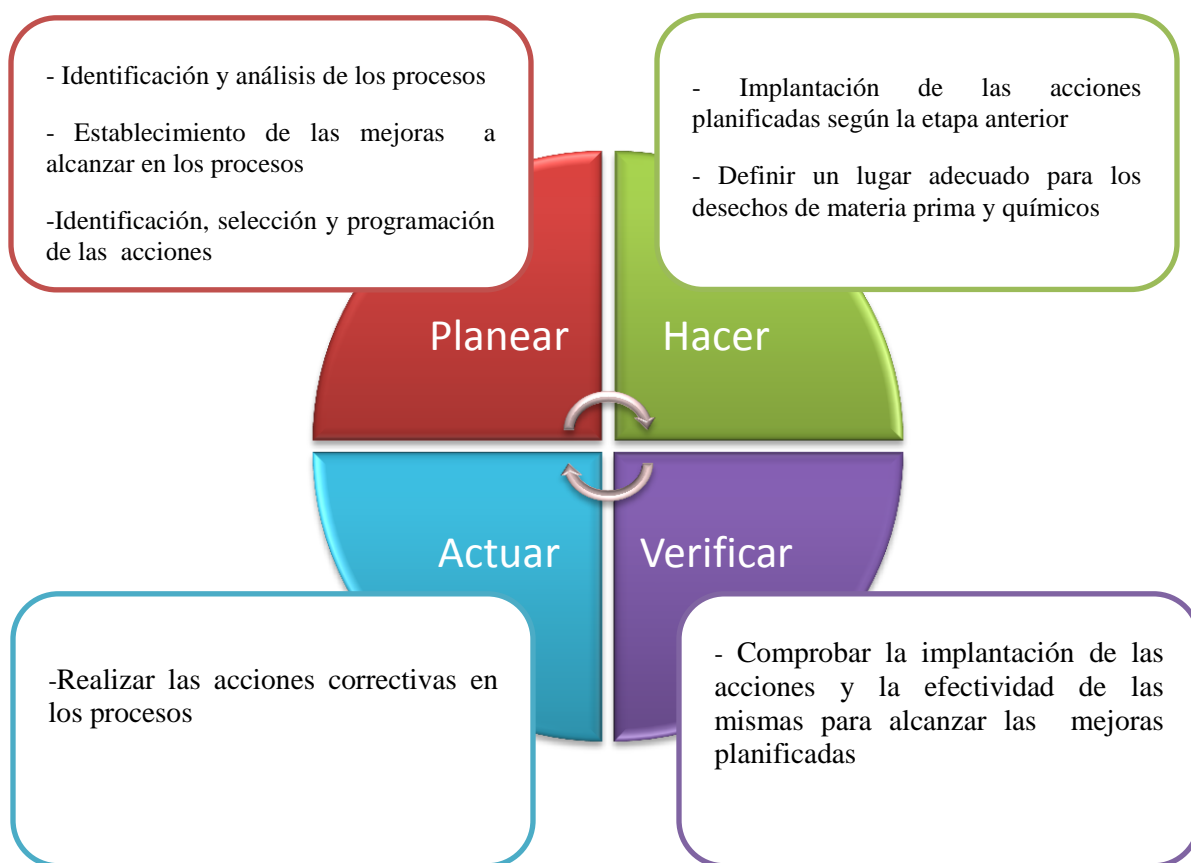 - Identificación y análisis de los procesos
- Establecimiento de las mejoras a
alcanzar en los procesos
-Identificación, selección y programación
de las acciones
- Implantación de las acciones
planificadas según la etapa anterior
- Definir un lugar adecuado para los
desechos de materia prima y químicos
Planear
Hacer
Actuar
Verificar
-Realizar las acciones correctivas en
los procesos
- Comprobar la implantación de las
acciones y la efectividad de las
mismas para alcanzar las mejoras
planificadas